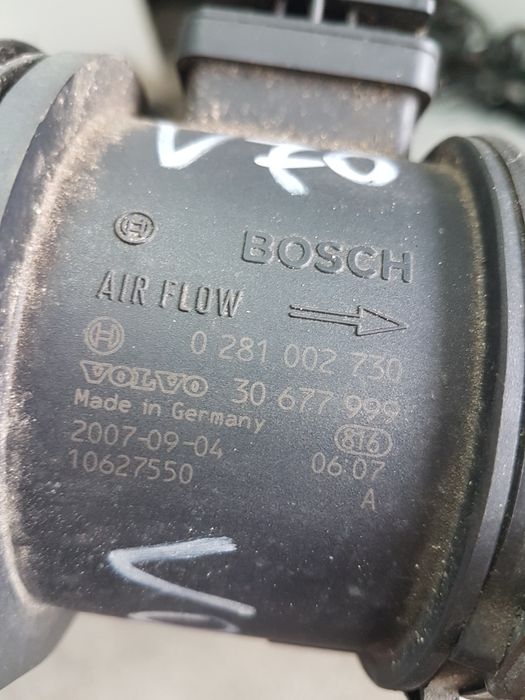 V70
BOSCH
AIR FLOW
0 281 002 730
VOLVO 30 677 999
Made in Germany
816
2007-09-04 06:07
10627550 A